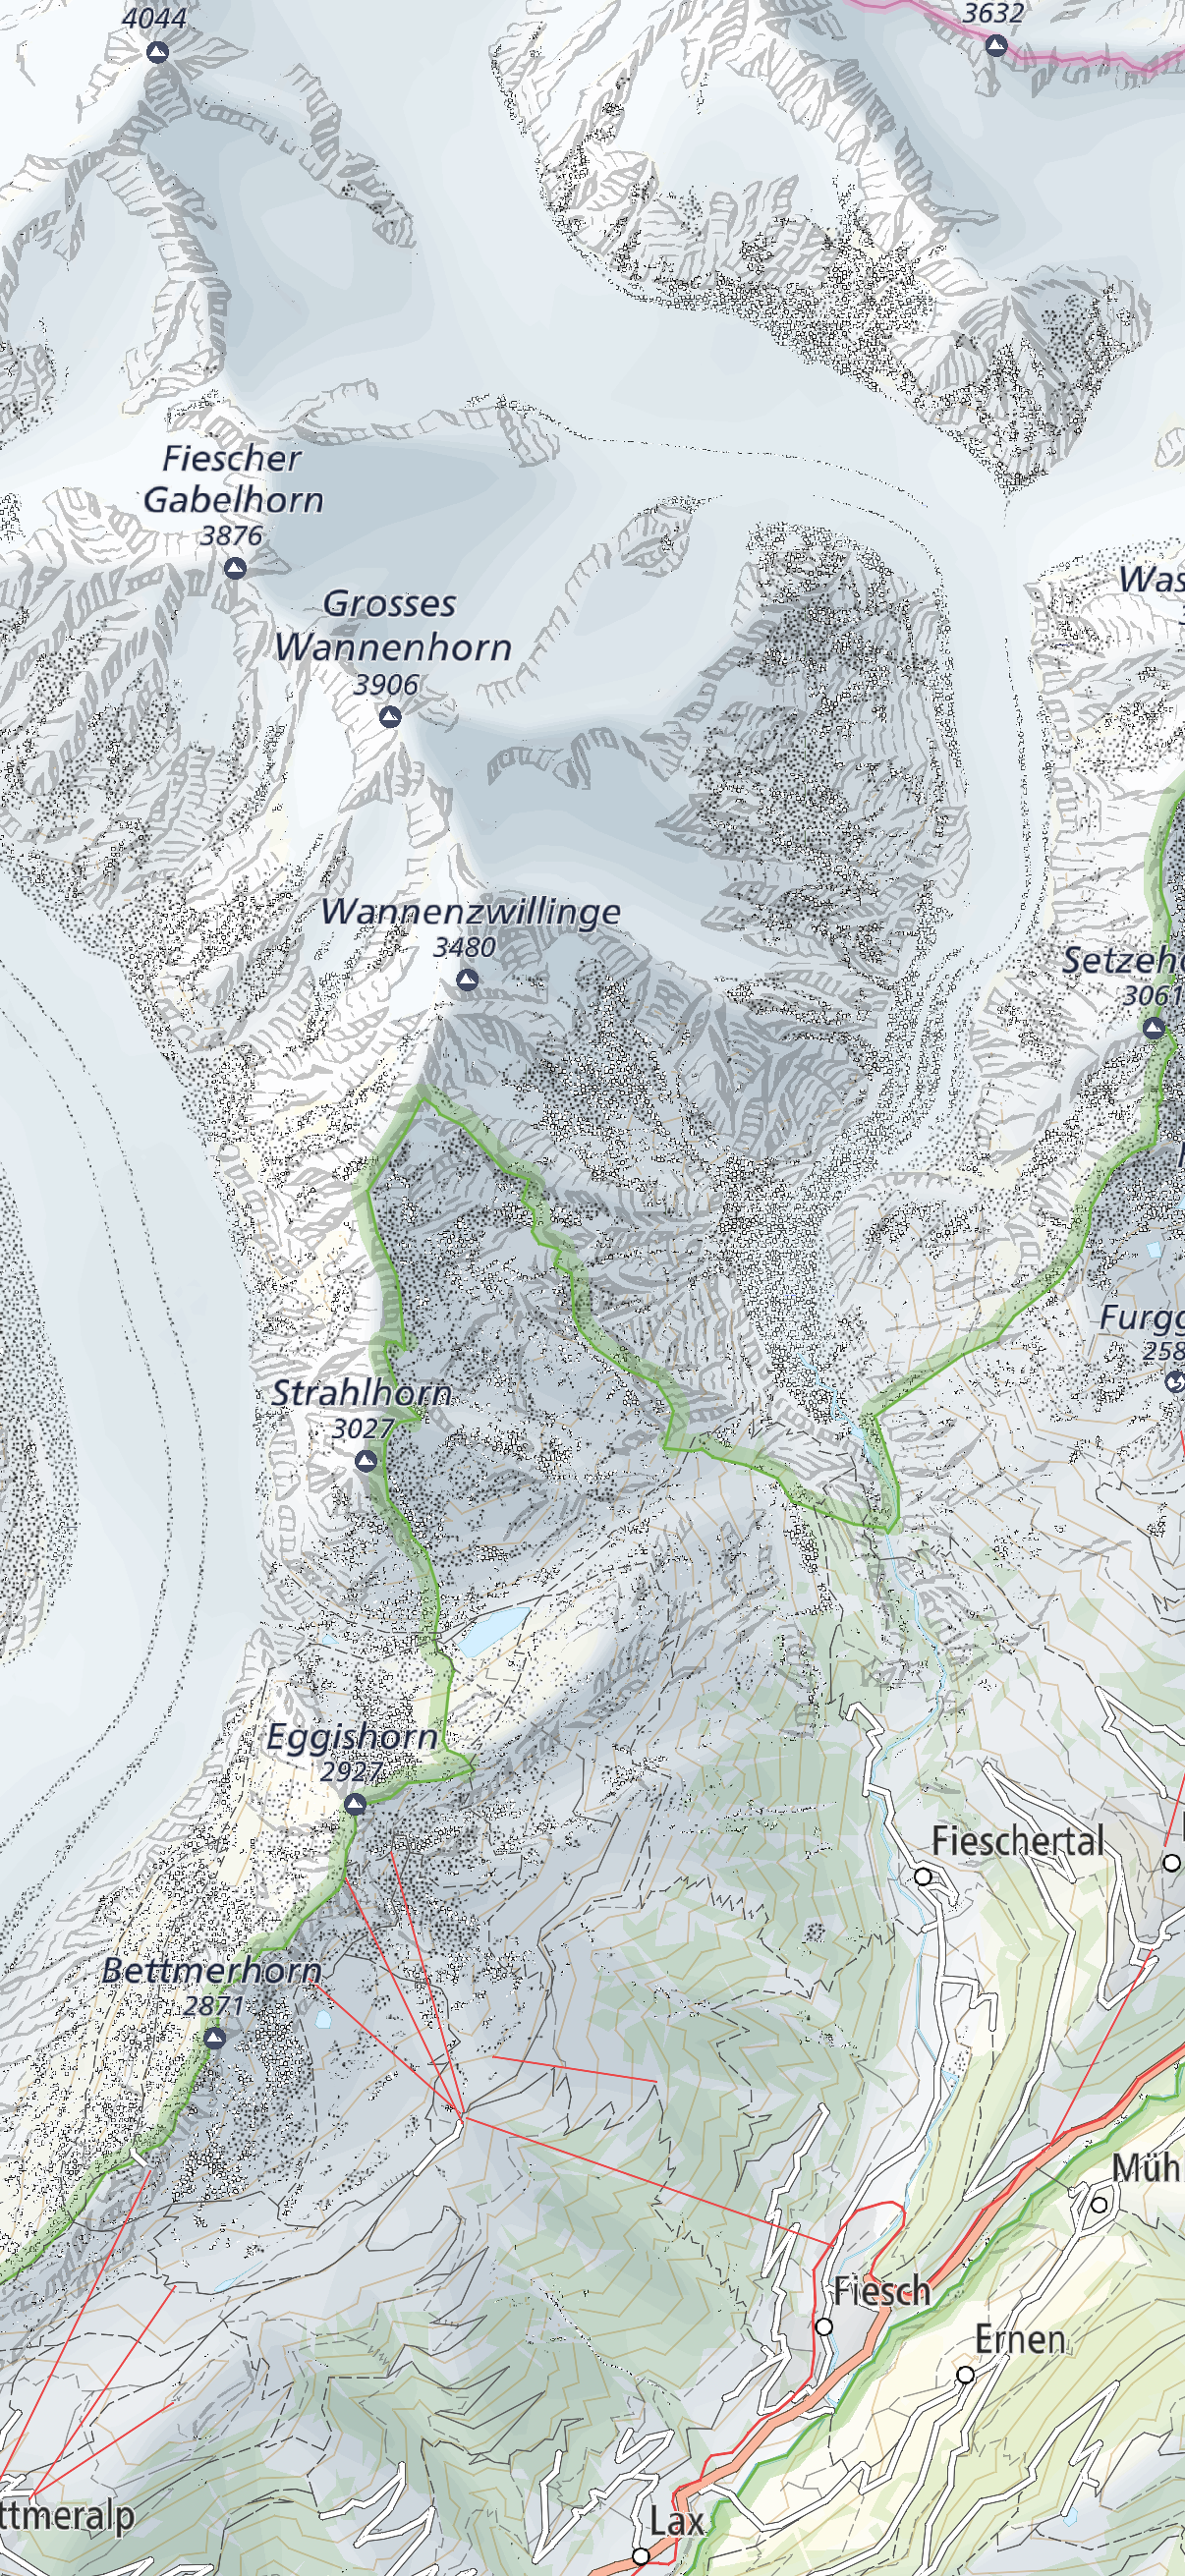 4044
3632
Fiescher
Gabelhorn
3876
Grosses
Wannenhorn
3906
Was
Wannenzwillinge
3480
Setzeho
3061
Furgg
258
Strahlhorn
3027
Eggishorn
2927
Fieschertal
Bettmerhorn
2871
Müh
Fiesch
Ernen
ttmeralp
Lax